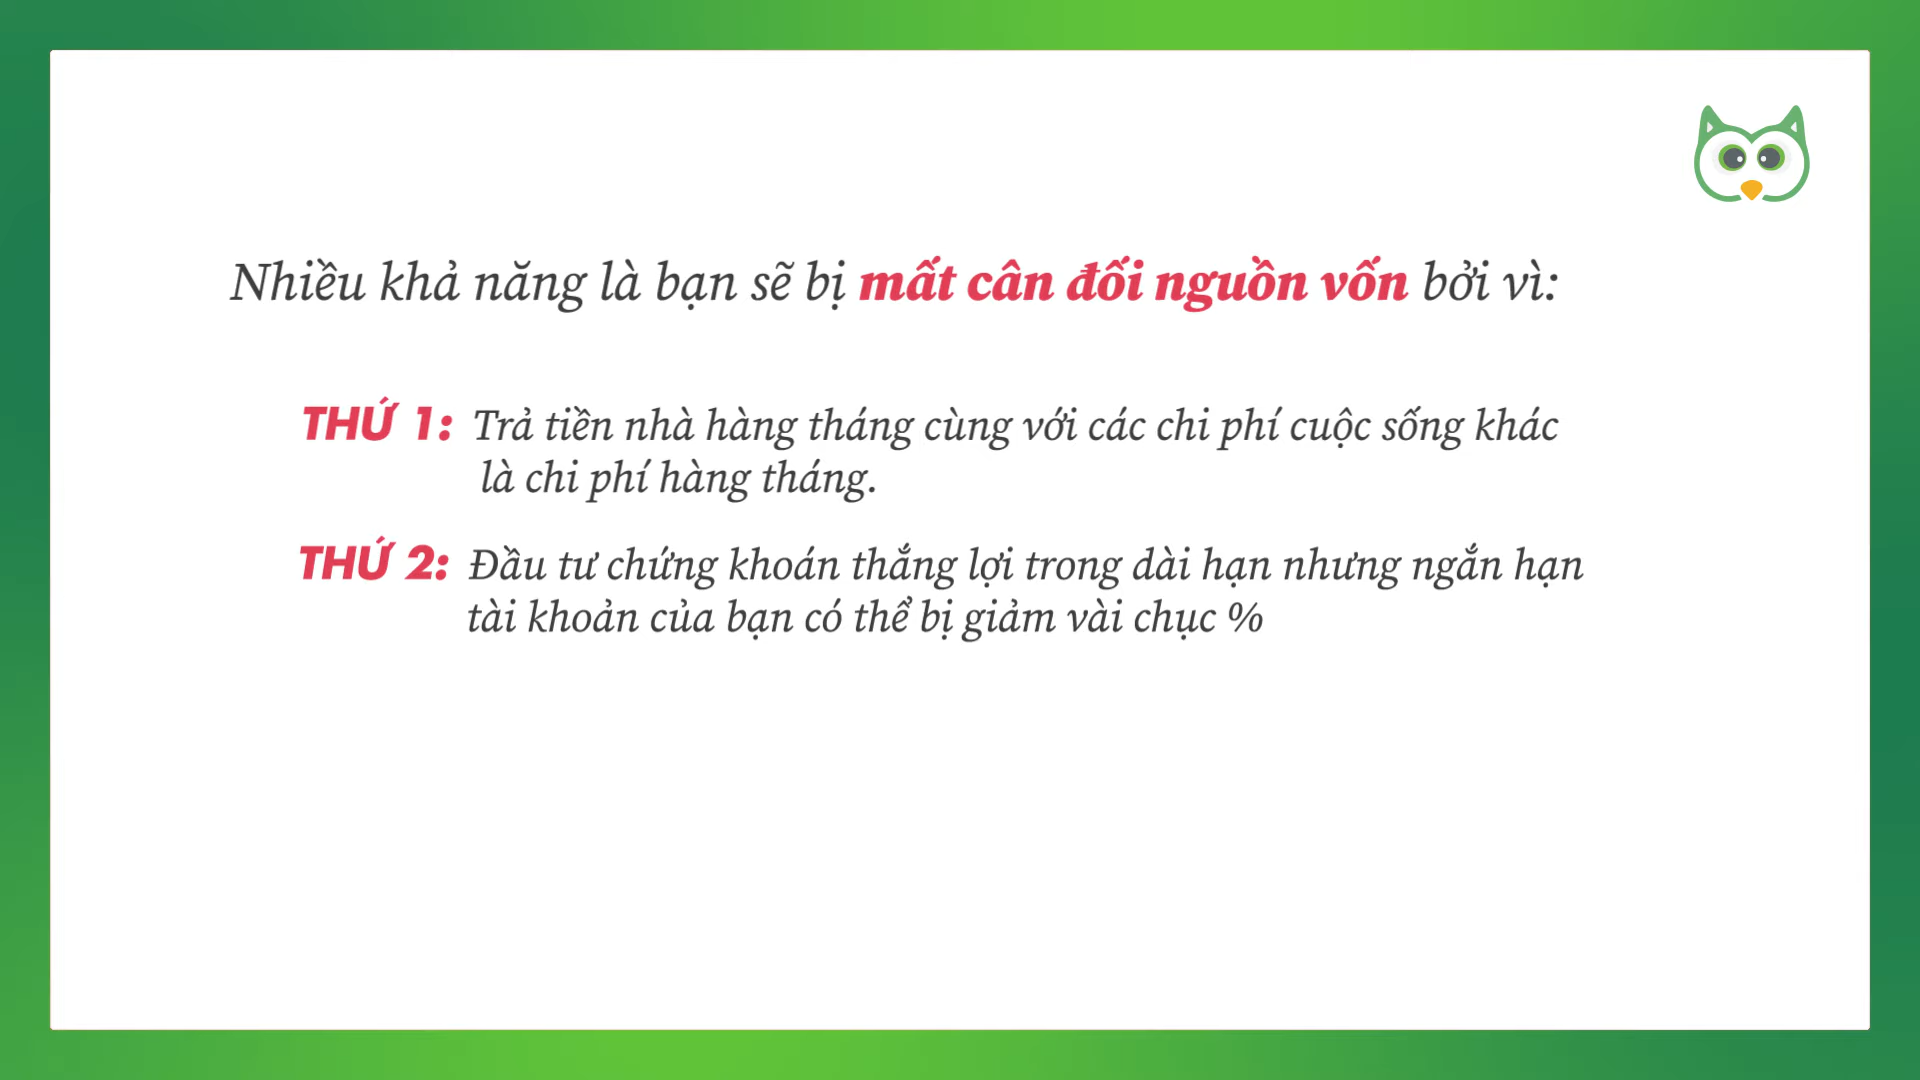 Nhiều khả năng là bạn sẽ bị mất cân đối nguồn vốn bởi vì:
THỨ 1: Trả tiền nhà hàng tháng cùng với các chi phí cuộc sống khác
là chi phí hàng tháng.
THỨ 2: Đầu tư chứng khoán thắng lợi trong dài hạn nhưng ngắn hạn
tài khoản của bạn có thể bị giảm vài chục %